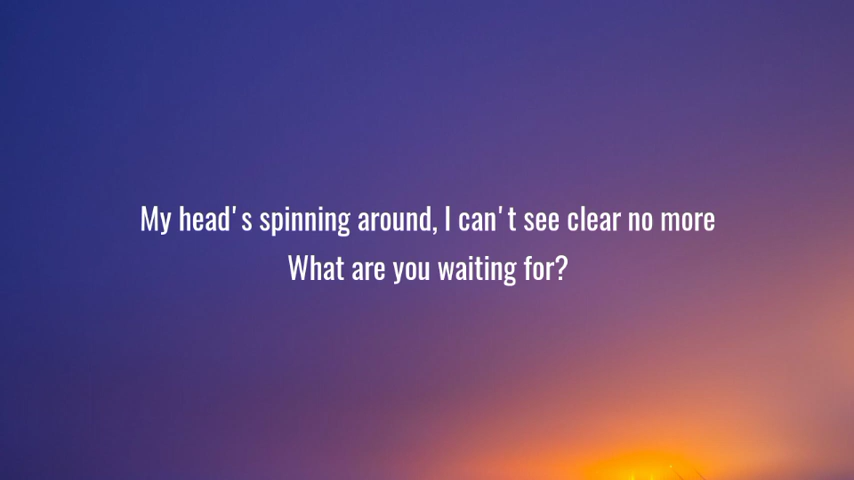 My head's spinning around, I can't see clear no more
What are you waiting for?